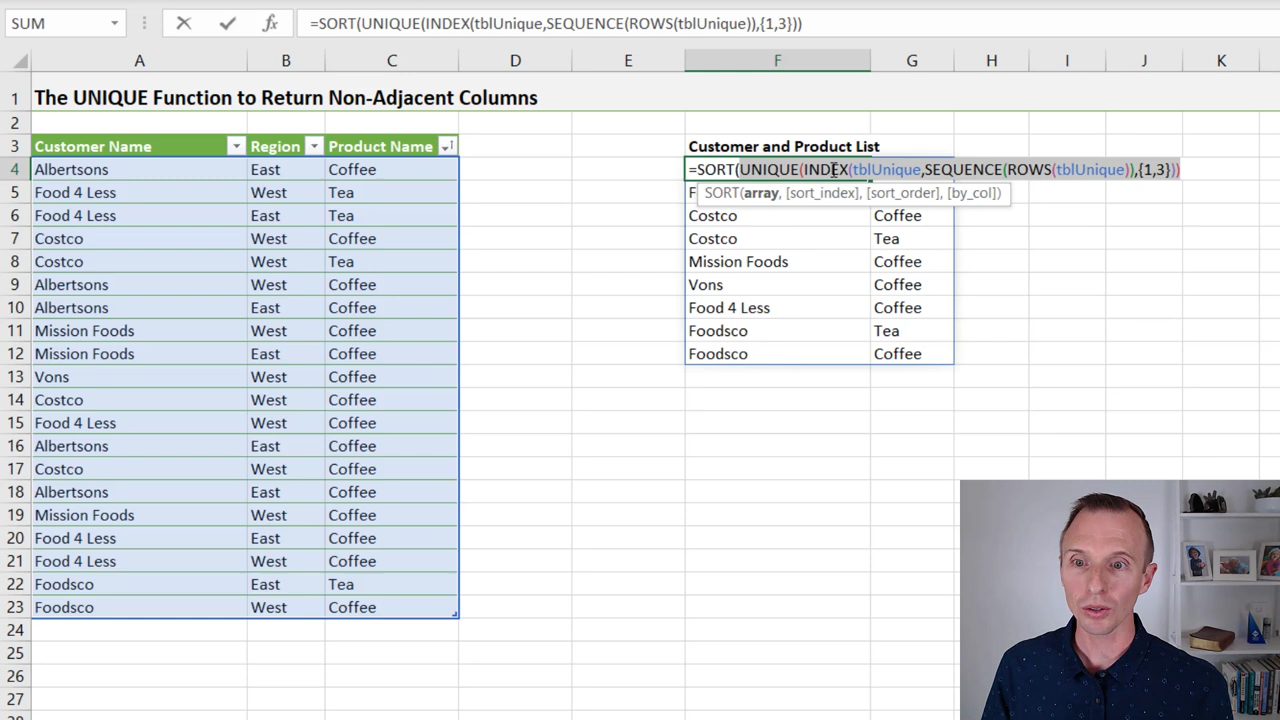 SUM
=SORT(UNIQUE(INDEX(tblUnique,SEQUENCE(ROWS(tblUnique)),{1,3}))
A B C D E F G H I J K
1 The UNIQUE Function to Return Non-Adjacent Columns
2
3 Customer Name Region Product Name Customer and Product List
4 Albertsons East Coffee =SORT(UNIQUE(INDEX(tblUnique,SEQUENCE(ROWS(tblUnique)),{1,3}))
5 Food 4 Less West Tea F SORT(array, [sort_index], [sort_order], [by_col])
6 Food 4 Less East Tea Costco Coffee
7 Costco West Coffee Costco Tea
8 Costco West Tea Mission Foods Coffee
9 Albertsons West Coffee Vons Coffee
10 Albertsons East Coffee Food 4 Less Coffee
11 Mission Foods West Coffee Foodsco Tea
12 Mission Foods East Coffee Foodsco Coffee
13 Vons West Coffee
14 Costco West Coffee
15 Food 4 Less West Coffee
16 Albertsons East Coffee
17 Costco West Coffee
18 Albertsons East Coffee
19 Mission Foods West Coffee
20 Food 4 Less East Coffee
21 Food 4 Less West Coffee
22 Foodsco East Tea
23 Foodsco West Coffee
24
25
26
27